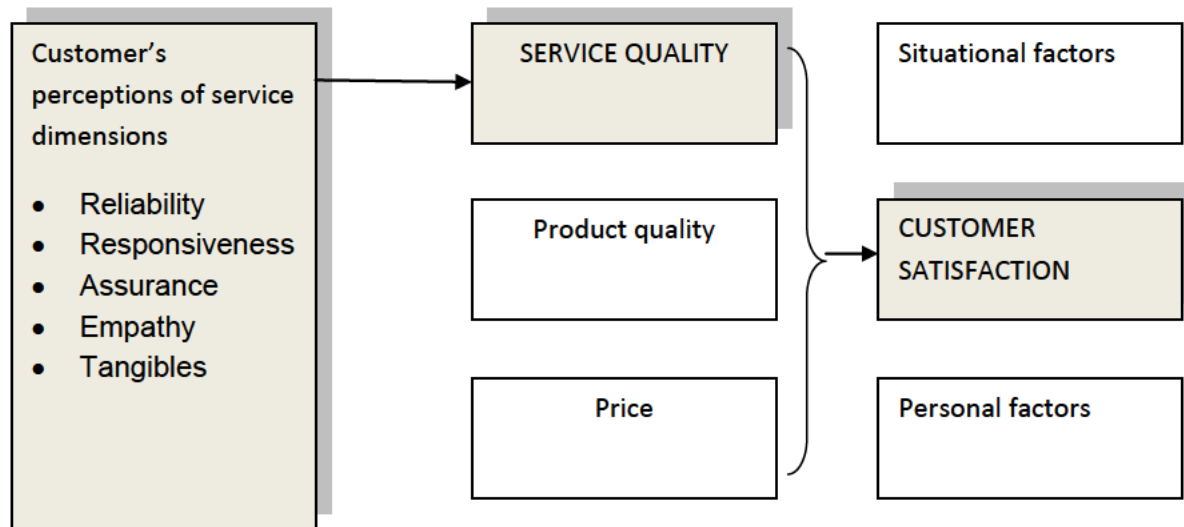 Customer's
perceptions of service
dimensions
• Reliability
• Responsiveness
• Assurance
• Empathy
• Tangibles
SERVICE QUALITY
Product quality
Price
Situational factors
CUSTOMER
SATISFACTION
Personal factors